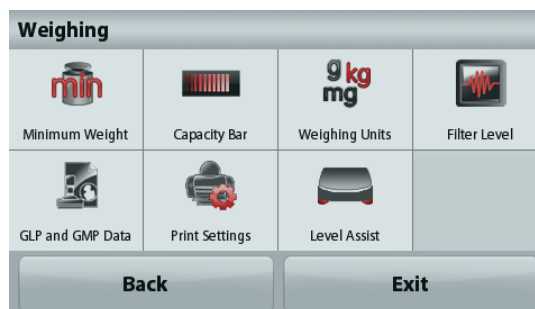 Weighing
min
g kg
mg
Minimum Weight
Capacity Bar
Weighing Units
Filter Level
GLP and GMP Data
Print Settings
Level Assist
Back
Exit